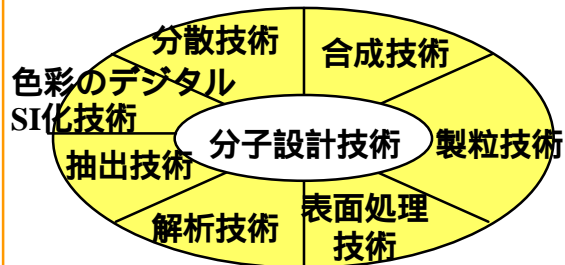 分散技術
合成技術
色彩のデジタル
SI化技術
分子設計技術
製粒技術
抽出技術
解析技術
表面処理
技術